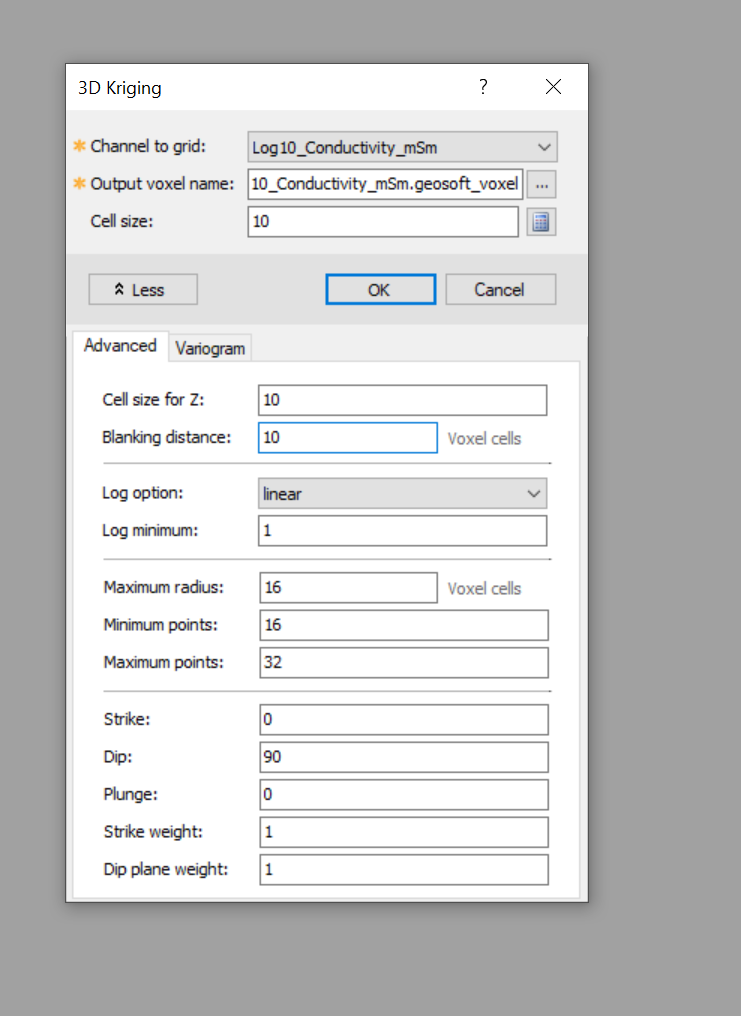 3D Kriging ?
* Channel to grid: Log10_Conductivity_mSm
* Output voxel name: 10_Conductivity_mSm.geosoft_voxel ...
Cell size: 10
Less OK Cancel
Advanced Variogram
Cell size for Z: 10
Blanking distance: 10 Voxel cells
Log option: linear
Log minimum: 1
Maximum radius: 16 Voxel cells
Minimum points: 16
Maximum points: 32
Strike: 0
Dip: 90
Plunge: 0
Strike weight: 1
Dip plane weight: 1